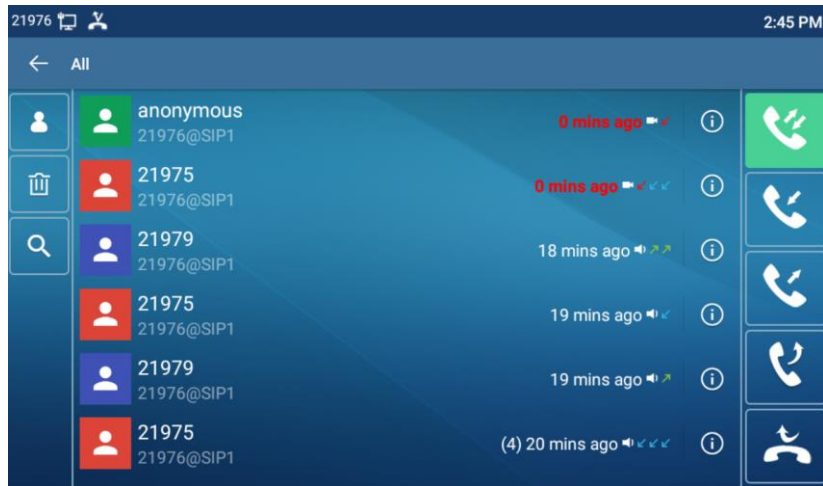 21976 2:45 PM
All
anonymous
21976@SIP1 0 mins ago
21975
21976@SIP1 0 mins ago
21979
21976@SIP1 18 mins ago
21975
21976@SIP1 19 mins ago
21979
21976@SIP1 19 mins ago
21975
21976@SIP1 (4) 20 mins ago